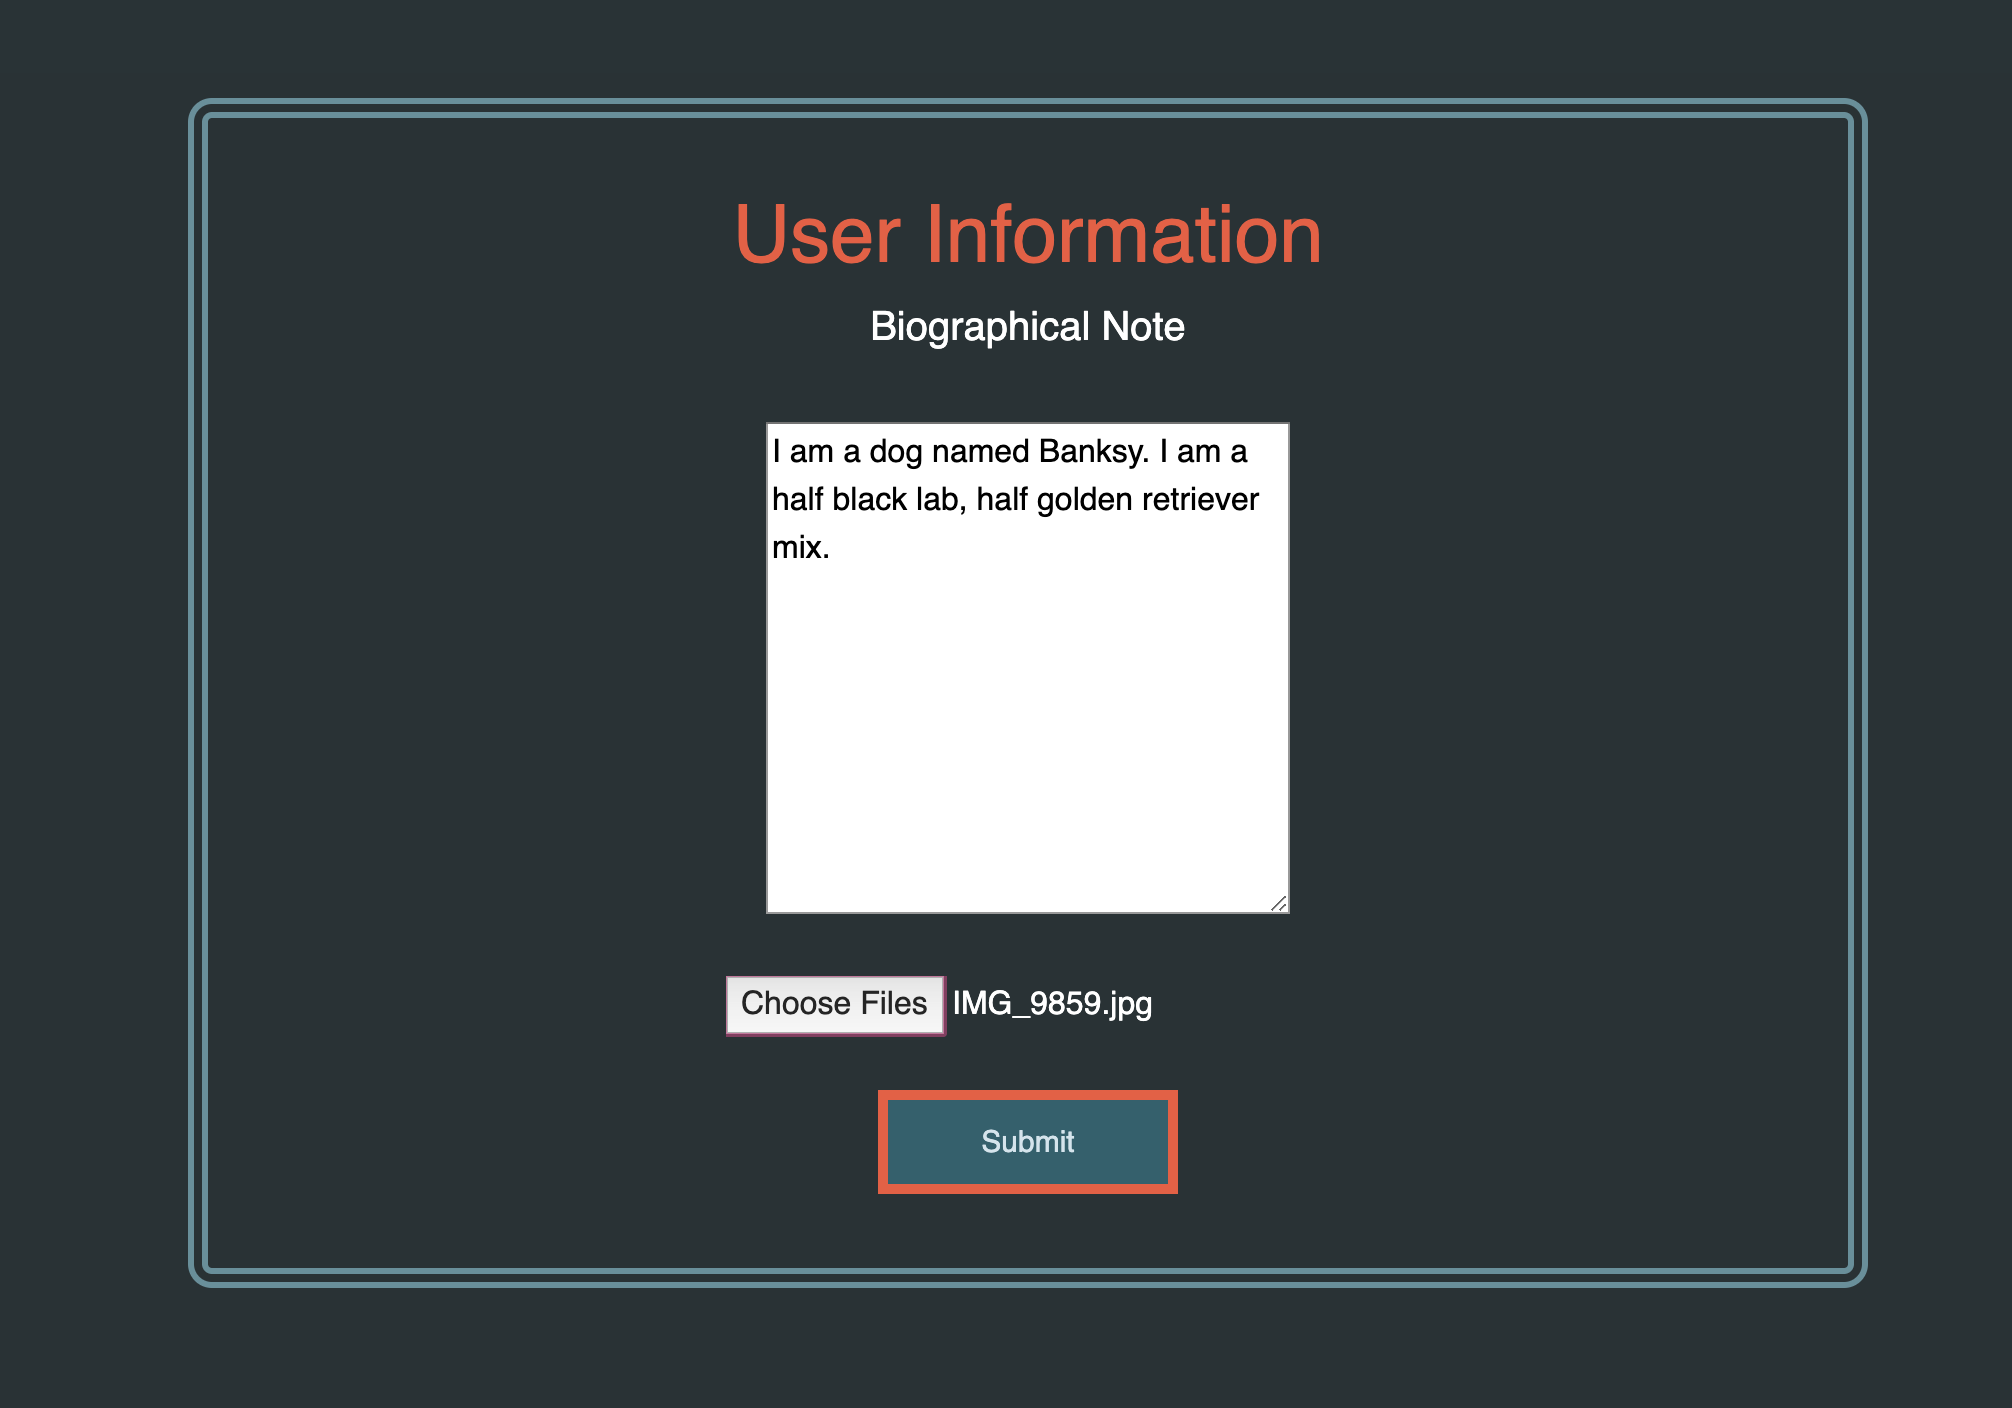 User Information
Biographical Note
I am a dog named Banksy. I am a
half black lab, half golden retriever
mix.
Choose Files IMG_9859.jpg
Submit